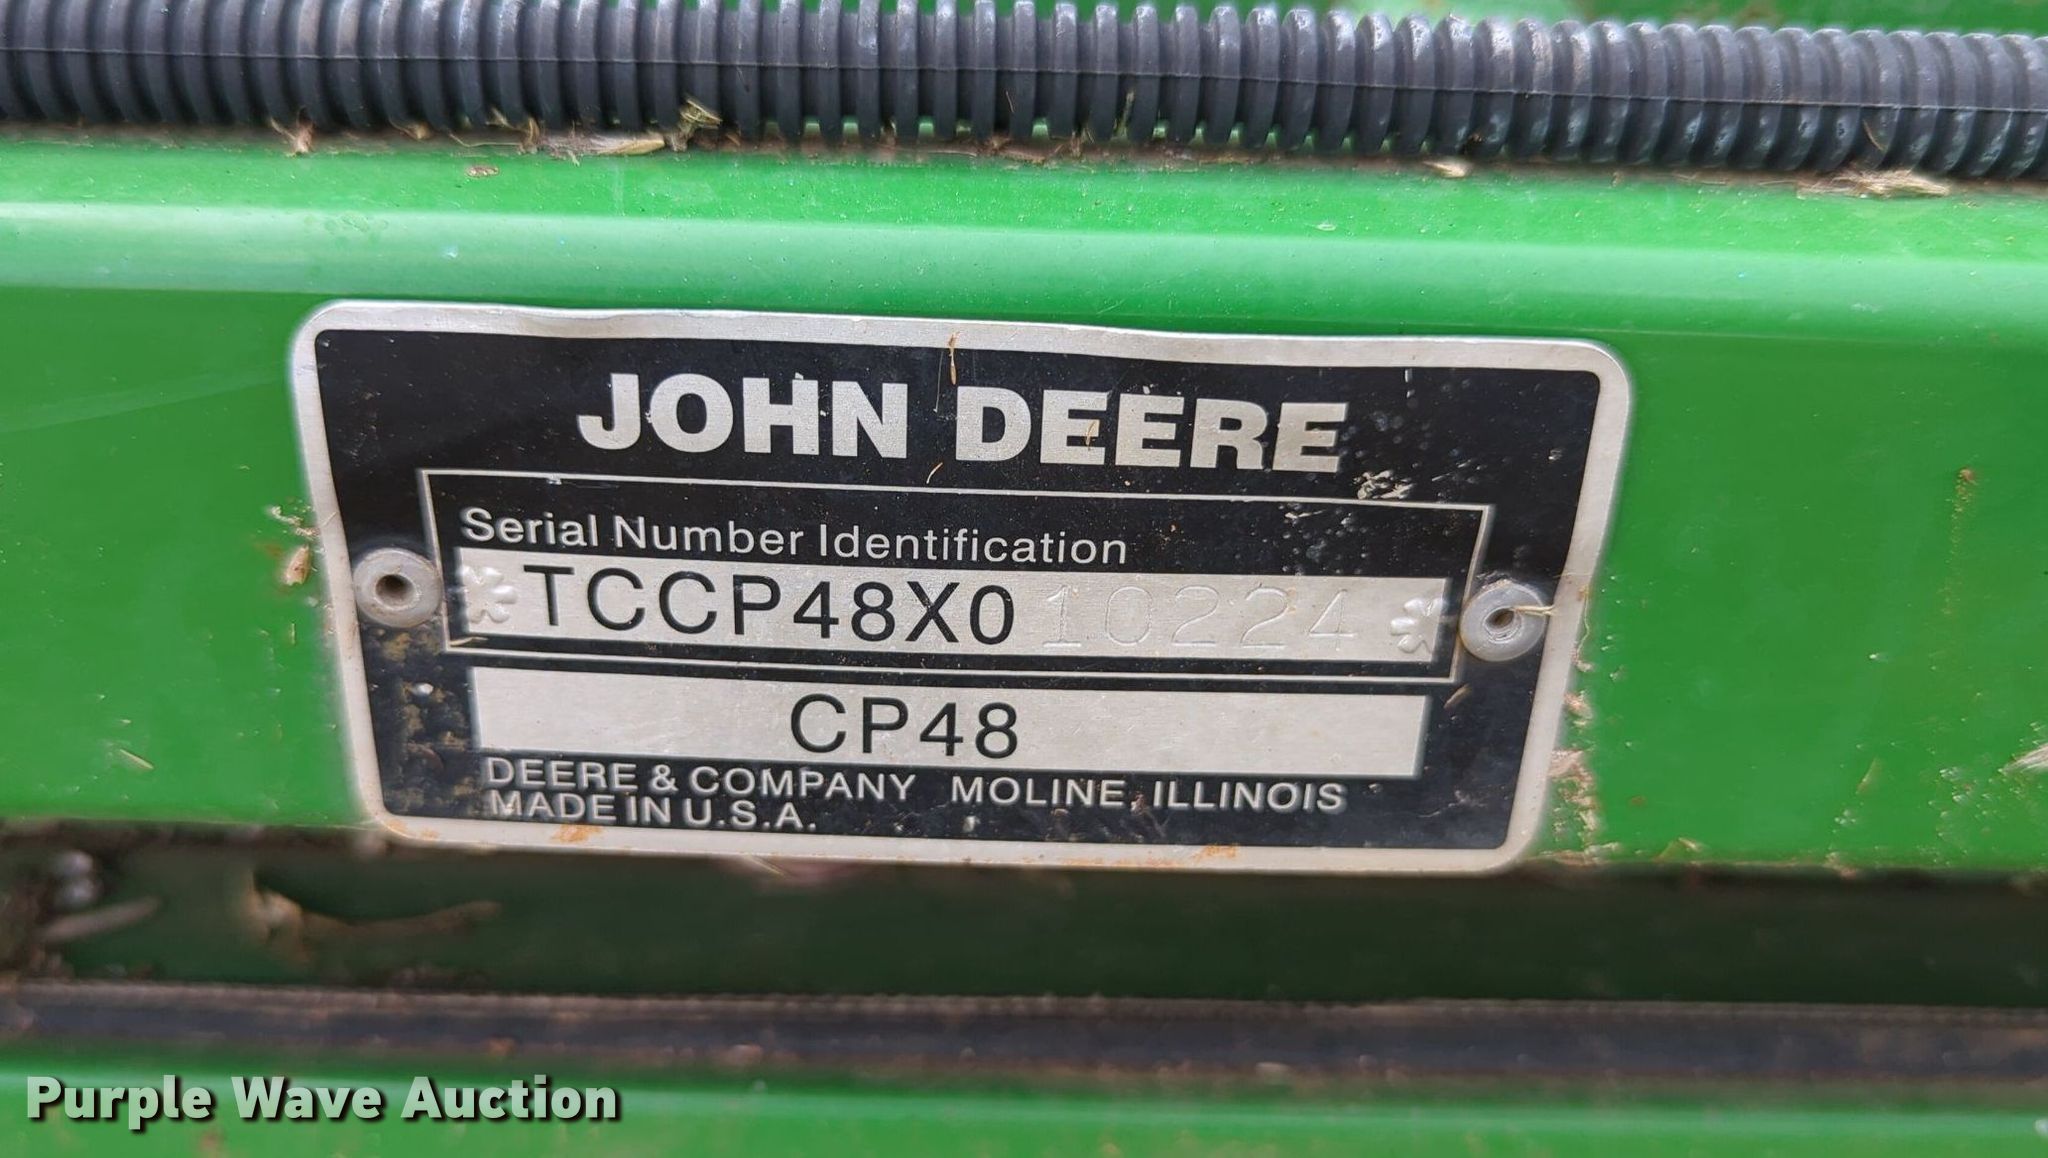 JOHN DEERE
Serial Number Identification
TCCP48X010224
CP48
DEERE & COMPANY MOLINE, ILLINOIS
MADE IN U.S.A.
Purple Wave Auction